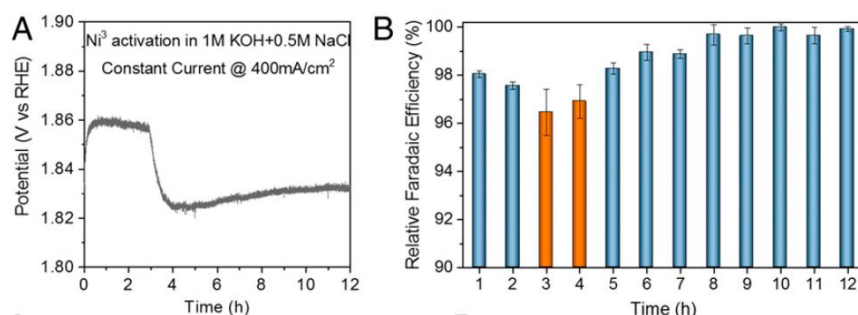 A
Ni³ activation in 1M KOH+0.5M NaCl
Constant Current @ 400mA/cm²
Potential (V vs RHE)
1.90
1.88
1.86
1.84
1.82
1.80
0 2 4 6 8 10 12
Time (h)
B
Relative Faradaic Efficiency (%)
100
98
96
94
92
90
1 2 3 4 5 6 7 8 9 10 11 12
Time (h)